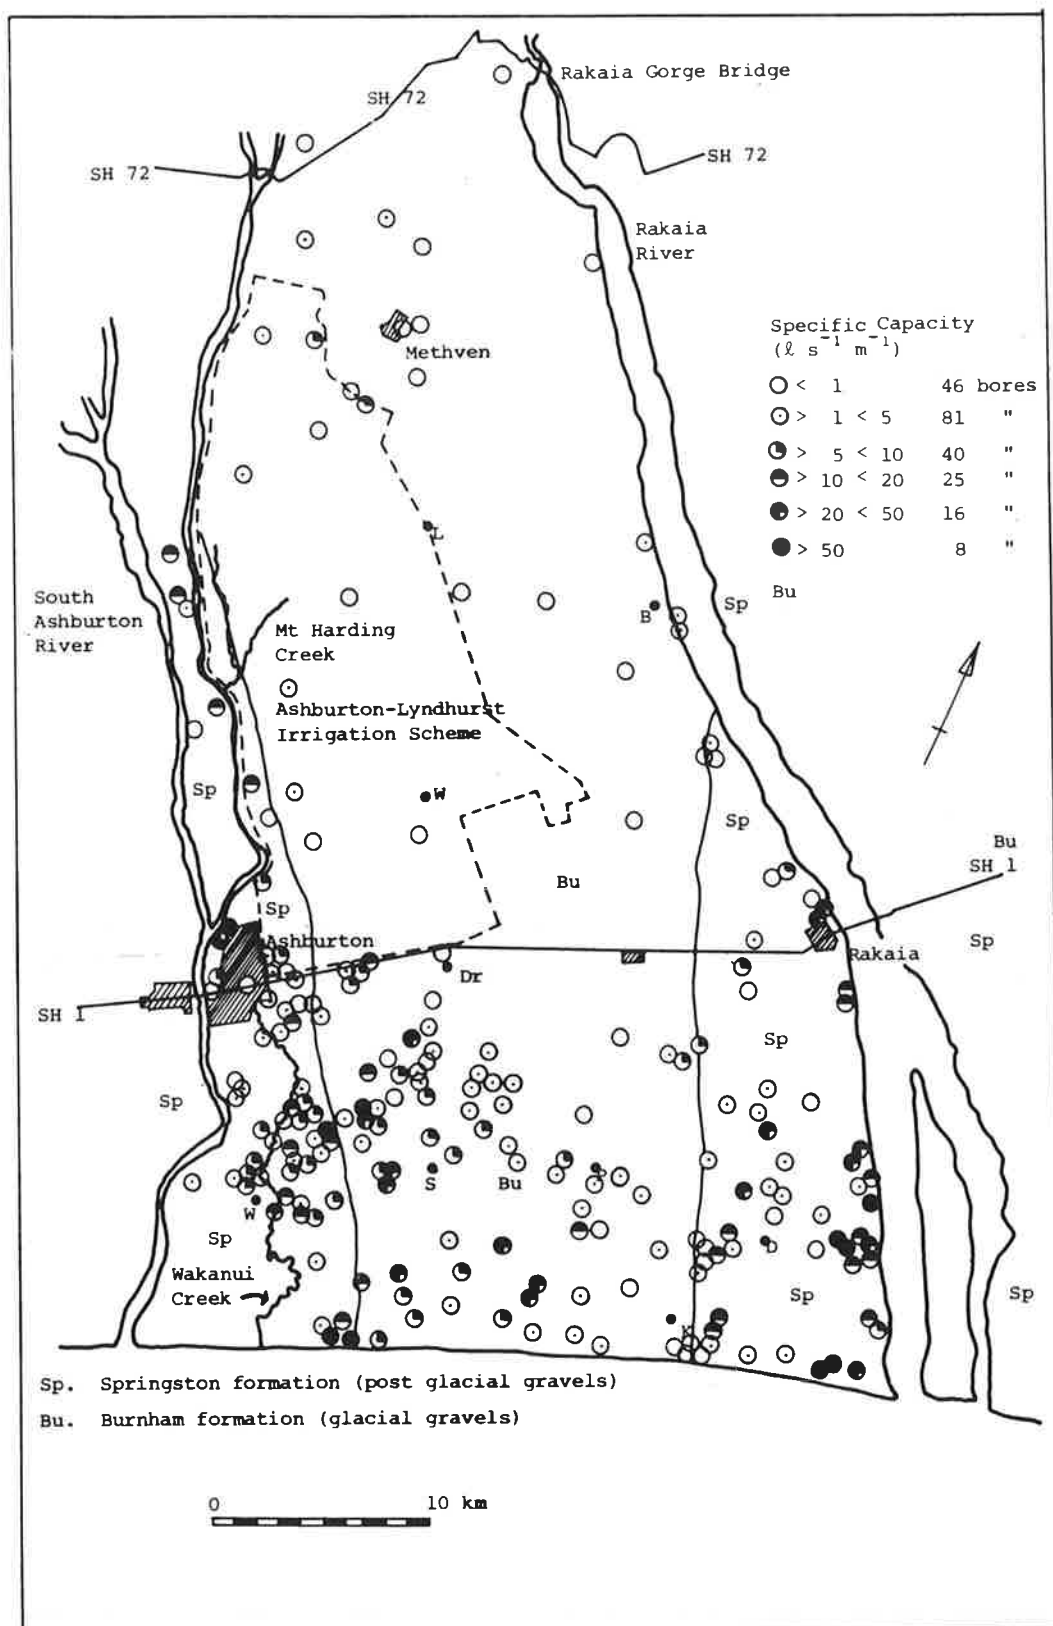 Rakaia Gorge Bridge
SH 72
SH 72
SH 72
Rakaia
River
Specific Capacity
(ℓ s⁻¹ m⁻¹)
< 1 46 bores
> 1 < 5 81 "
> 5 < 10 40 "
> 10 < 20 25 "
> 20 < 50 16 "
> 50 8 "
Methven
L
South
Ashburton
River
Bu
Sp
B
Mt Harding
Creek
Ashburton-Lyndhurst
Irrigation Scheme
Sp
W
Sp
Bu
SH 1
Bu
Sp
Ashburton
Sp
Rakaia
Dr
SH 1
Sp
Sp
S
Bu
P
W
Sp
D
Wakanui
Creek
Sp
Sp
K
Sp. Springston formation (post glacial gravels)
Bu. Burnham formation (glacial gravels)
0 10 km